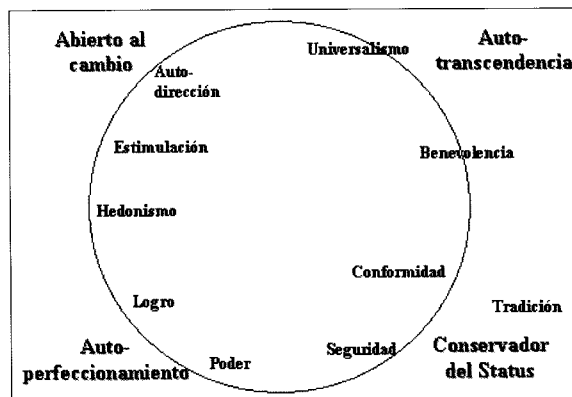 Abierto al
cambio
Universalismo
Auto-
transcendencia
Auto-
dirección
Estimulación
Benevolencia
Hedonismo
Conformidad
Logro
Tradición
Auto-
perfeccionamiento
Poder
Seguridad
Conservador
del Status